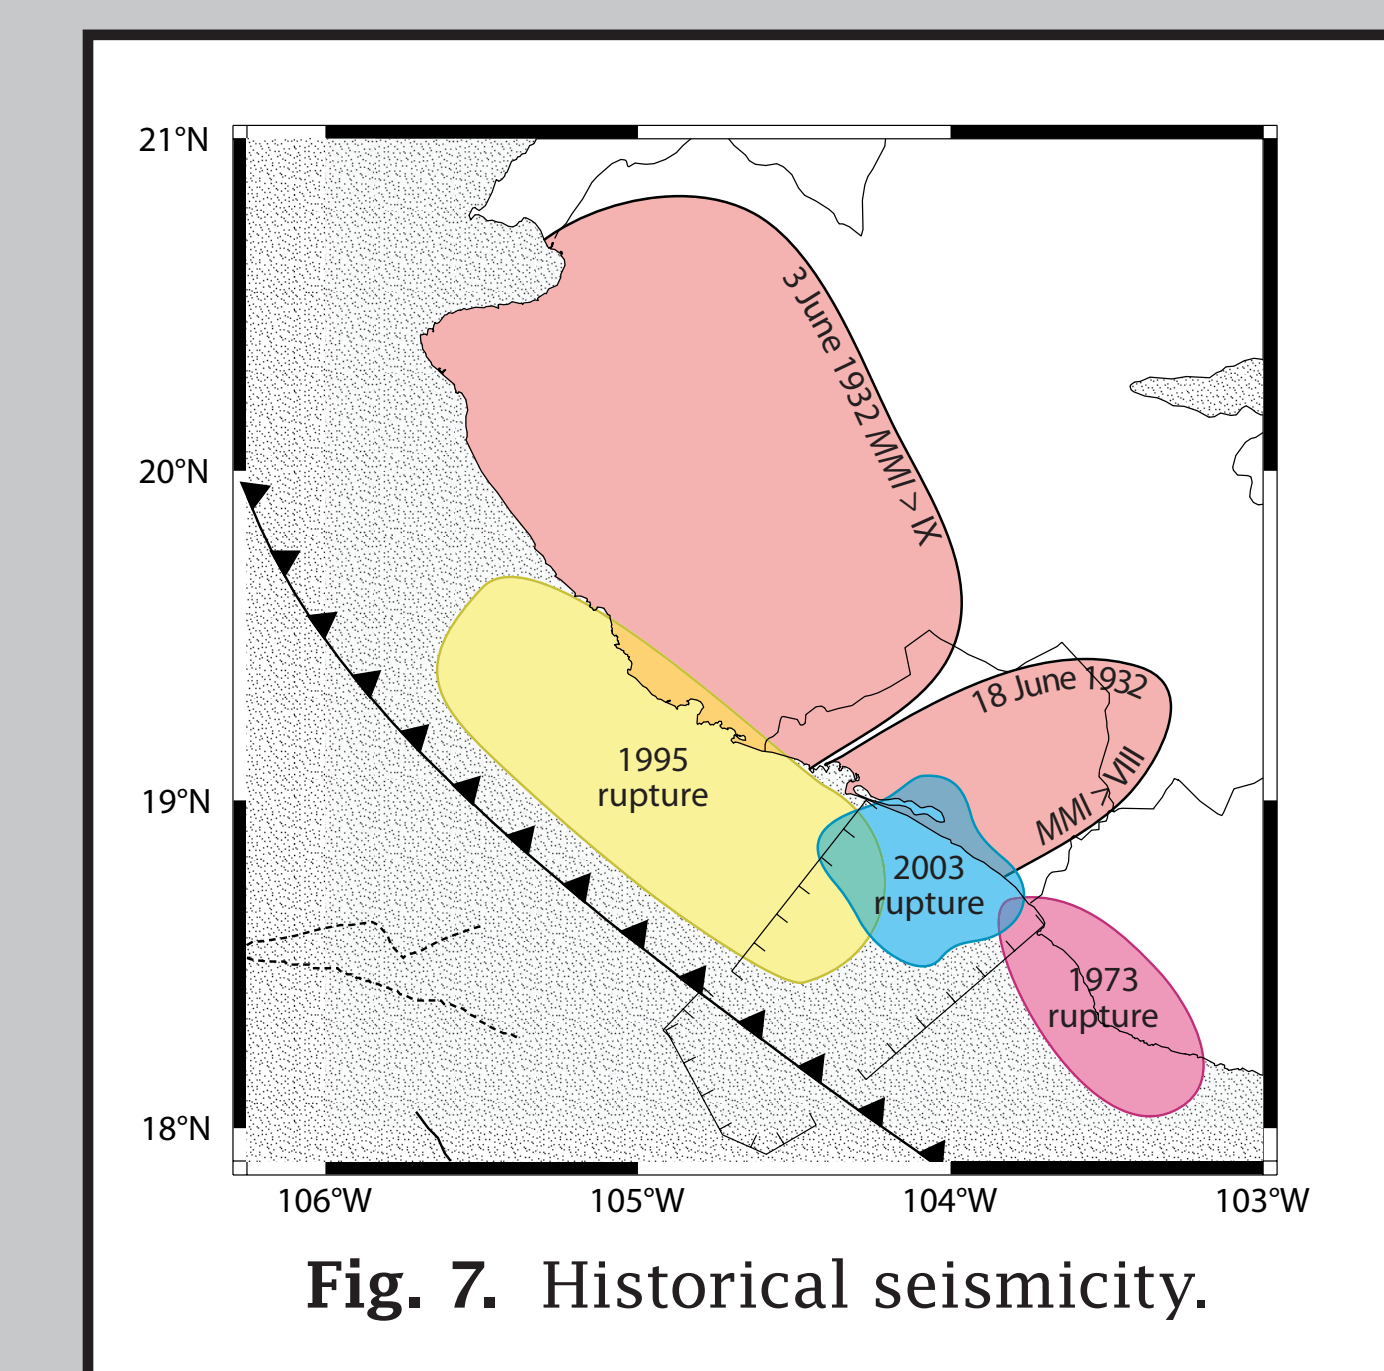 21°N
20°N
19°N
18°N
106°W
105°W
104°W
103°W
3 June 1932 MMI > IX
18 June 1932
MMI > VIII
1995
rupture
2003
rupture
1973
rupture
Fig. 7. Historical seismicity.